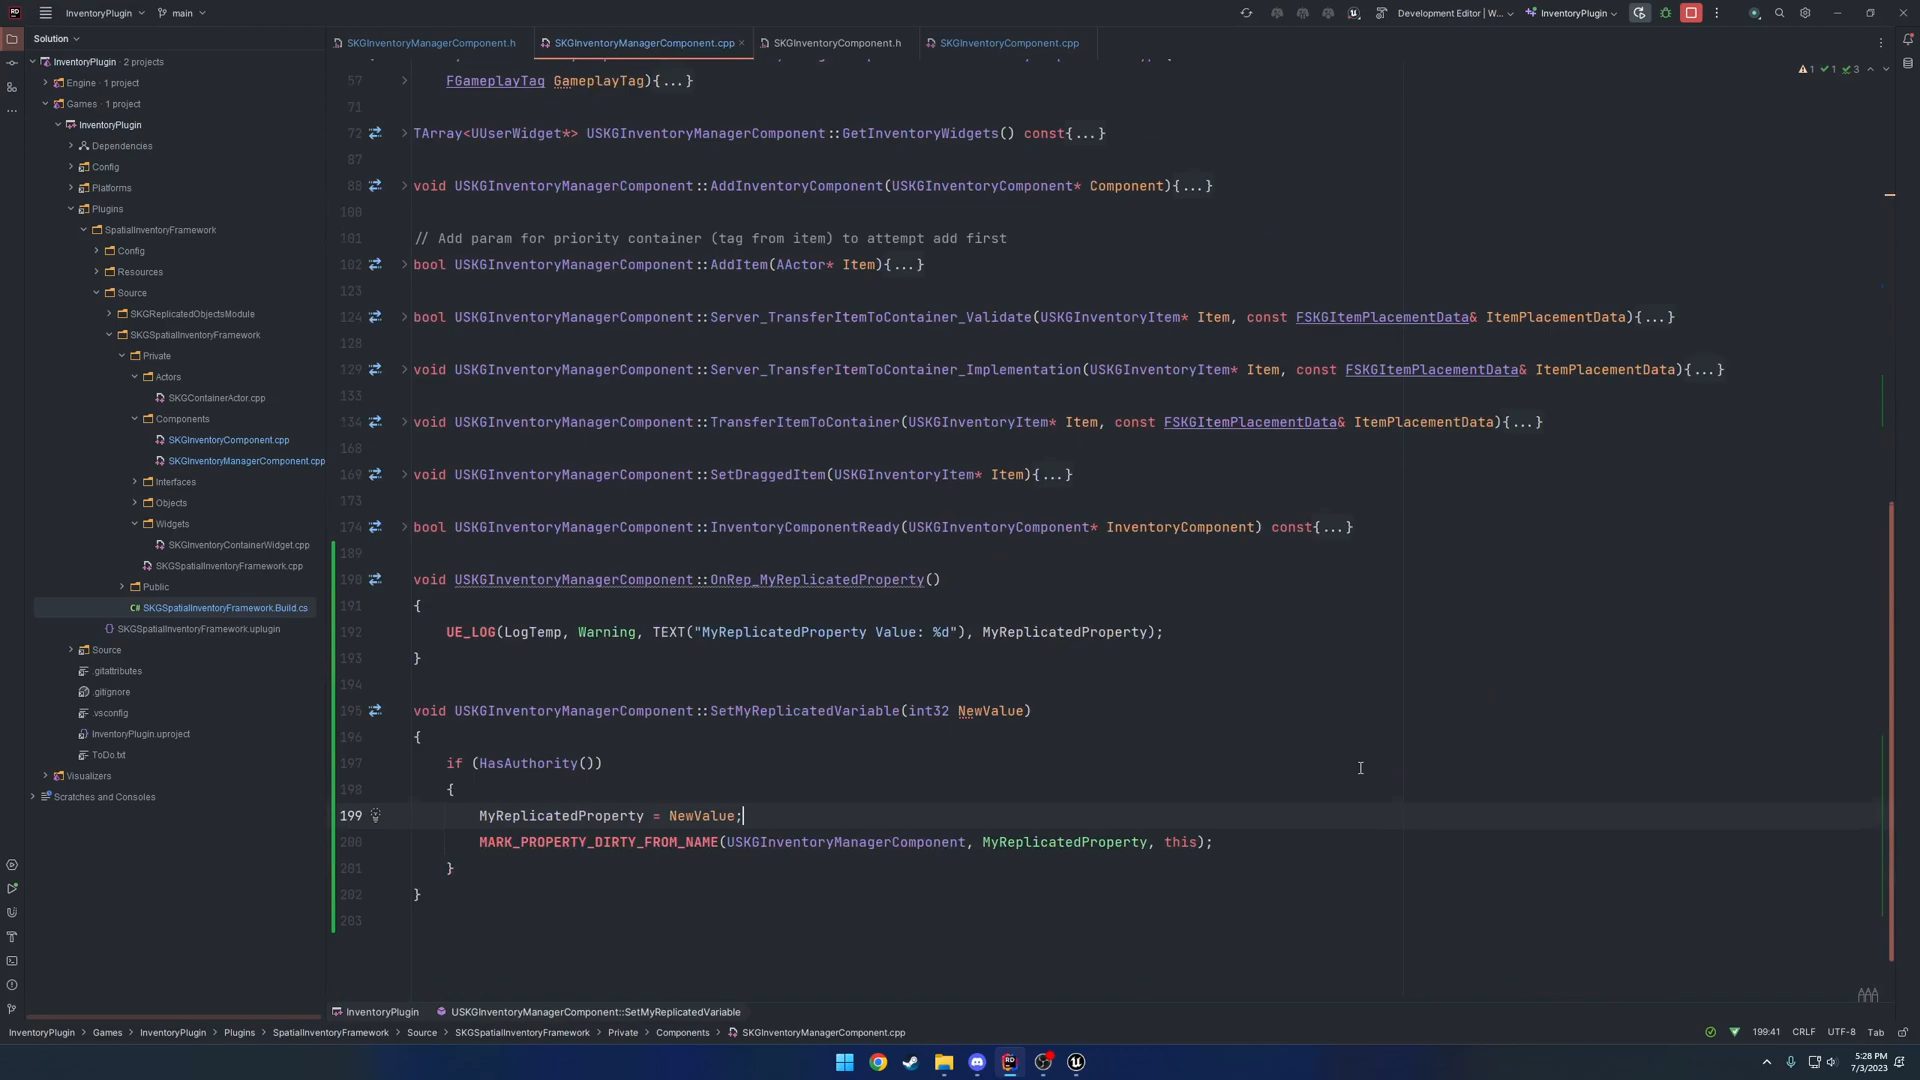 InventoryPlugin
main
Development Editor | W...
InventoryPlugin
Solution
SKGInventoryManagerComponent.h
SKGInventoryManagerComponent.cpp
SKGInventoryComponent.h
SKGInventoryComponent.cpp
InventoryPlugin · 2 projects
Engine · 1 project
Games · 1 project
InventoryPlugin
Dependencies
Config
Platforms
Plugins
SpatialInventoryFramework
Config
Resources
Source
SKGReplicatedObjectsModule
SKGSpatialInventoryFramework
Private
Actors
SKGContainerActor.cpp
Components
SKGInventoryComponent.cpp
SKGInventoryManagerComponent.cpp
Interfaces
Objects
Widgets
SKGInventoryContainerWidget.cpp
SKGSpatialInventoryFramework.cpp
Public
SKGSpatialInventoryFramework.Build.cs
SKGSpatialInventoryFramework.uplugin
Source
.gitattributes
.gitignore
.vsconfig
InventoryPlugin.uproject
ToDo.txt
Visualizers
Scratches and Consoles
1 1 3
57 FGameplayTag GameplayTag){...}
71
72 TArray<UUserWidget*> USKGInventoryManagerComponent::GetInventoryWidgets() const{...}
87
88 void USKGInventoryManagerComponent::AddInventoryComponent(USKGInventoryComponent* Component){...}
100
101 // Add param for priority container (tag from item) to attempt add first
102 bool USKGInventoryManagerComponent::AddItem(AActor* Item){...}
123
124 bool USKGInventoryManagerComponent::Server_TransferItemToContainer_Validate(USKGInventoryItem* Item, const FSKGItemPlacementData& ItemPlacementData){...}
128
129 void USKGInventoryManagerComponent::Server_TransferItemToContainer_Implementation(USKGInventoryItem* Item, const FSKGItemPlacementData& ItemPlacementData){...}
133
134 void USKGInventoryManagerComponent::TransferItemToContainer(USKGInventoryItem* Item, const FSKGItemPlacementData& ItemPlacementData){...}
168
169 void USKGInventoryManagerComponent::SetDraggedItem(USKGInventoryItem* Item){...}
173
174 bool USKGInventoryManagerComponent::InventoryComponentReady(USKGInventoryComponent* InventoryComponent) const{...}
189
190 void USKGInventoryManagerComponent::OnRep_MyReplicatedProperty()
191 {
192 UE_LOG(LogTemp, Warning, TEXT("MyReplicatedProperty Value: %d"), MyReplicatedProperty);
193 }
194
195 void USKGInventoryManagerComponent::SetMyReplicatedVariable(int32 NewValue)
196 {
197 if (HasAuthority())
198 {
199 MyReplicatedProperty = NewValue;
200 MARK_PROPERTY_DIRTY_FROM_NAME(USKGInventoryManagerComponent, MyReplicatedProperty, this);
201 }
202 }
203
InventoryPlugin USKGInventoryManagerComponent::SetMyReplicatedVariable
InventoryPlugin > Games > InventoryPlugin > Plugins > SpatialInventoryFramework > Source > SKGSpatialInventoryFramework > Private > Components > SKGInventoryManagerComponent.cpp
199:41 CRLF UTF-8 Tab
5:28 PM
7/3/2023